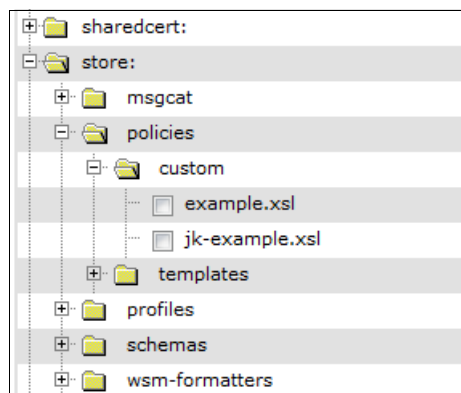 sharedcert:
store:
msgcat
policies
custom
example.xsl
jk-example.xsl
templates
profiles
schemas
wsm-formatters